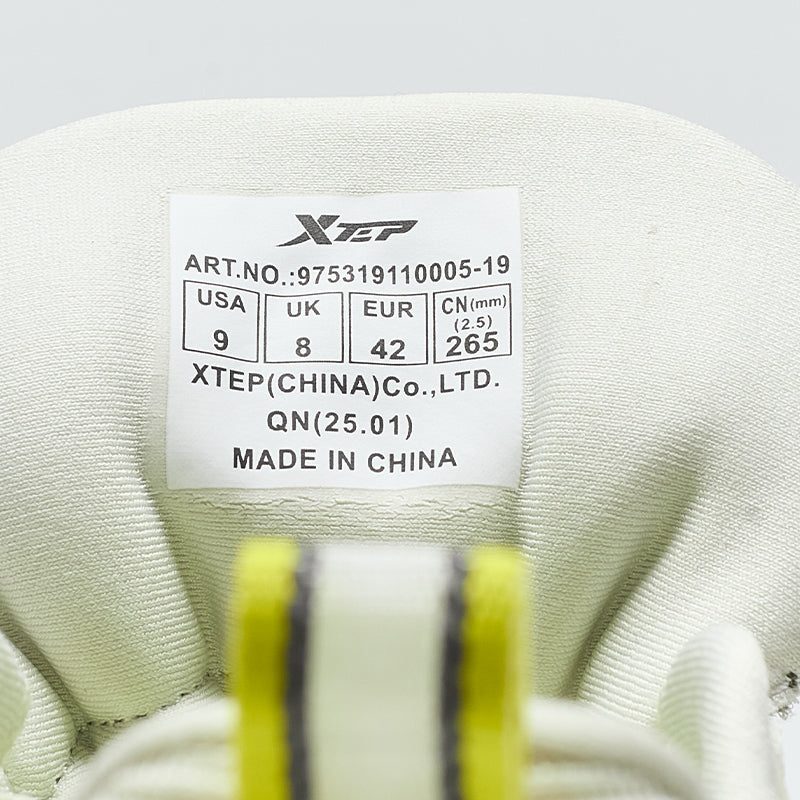 XTEP
ART.NO.:975319110005-19
USA UK EUR CN(mm)
(2.5)
9 8 42 265
XTEP(CHINA)Co.,LTD.
QN(25.01)
MADE IN CHINA